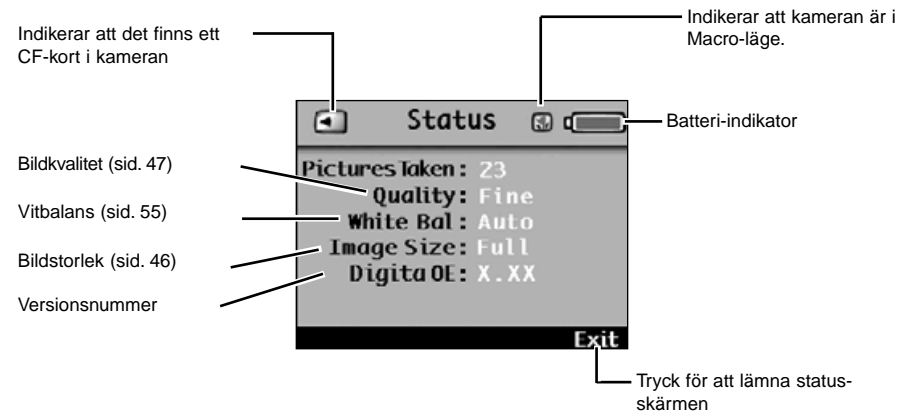 Indikerar att det finns ett
CF-kort i kameran
Indikerar att kameran är i
Macro-läge.
Status
Batteri-indikator
Bildkvalitet (sid. 47)
Vitbalans (sid. 55)
Bildstorlek (sid. 46)
Versionsnummer
Pictures Taken: 23
Quality: Fine
White Bal: Auto
Image Size: Full
Digita OE: X.XX
Exit
Tryck för att lämna status-
skärmen